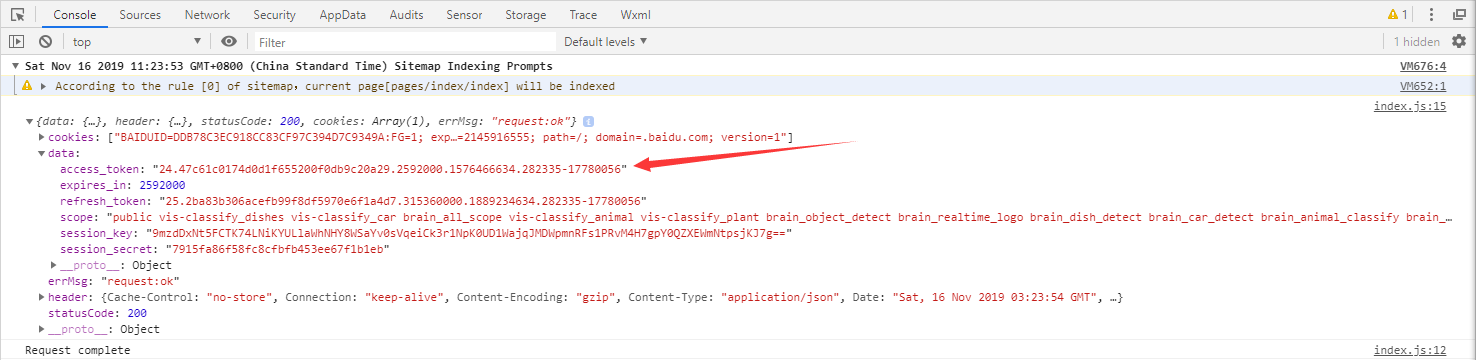 Console Sources Network Security AppData Audits Sensor Storage Trace Wxml 1
top Filter Default levels 1 hidden
Sat Nov 16 2019 11:23:53 GMT+0800 (China Standard Time) Sitemap Indexing Prompts VM676:4
According to the rule [0] of sitemap，current page[pages/index/index] will be indexed VM652:1
index.js:15
{data: {…}, header: {…}, statusCode: 200, cookies: Array(1), errMsg: "request:ok"} i
cookies: ["BAIDUID=DDB78C3EC918CC83CF97C394D7C9349A:FG=1; exp…=2145916555; path=/; domain=.baidu.com; version=1"]
data:
access_token: "24.47c61c0174d0d1f655200f0db9c20a29.2592000.1576466634.282335-17780056"
expires_in: 2592000
refresh_token: "25.2ba83b306acefb99f8df5970e6f1a4d7.315360000.1889234634.282335-17780056"
scope: "public vis-classify_dishes vis-classify_car brain_all_scope vis-classify_animal vis-classify_plant brain_object_detect brain_realtime_logo brain_dish_detect brain_car_detect brain_animal_classify brain_…
session_key: "9mzdDxNt5FCTK74LNiKYUL1aWhNHY8WSaYv0sVqeiCk3r1NpK0UD1WajqJMDWpmnRFs1PRvM4H7gpY0QZXEWmNtpsjKJ7g=="
session_secret: "7915fa86f58fc8cfbfb453ee67f1b1eb"
__proto__: Object
errMsg: "request:ok"
header: {Cache-Control: "no-store", Connection: "keep-alive", Content-Encoding: "gzip", Content-Type: "application/json", Date: "Sat, 16 Nov 2019 03:23:54 GMT", …}
statusCode: 200
__proto__: Object
Request complete index.js:12